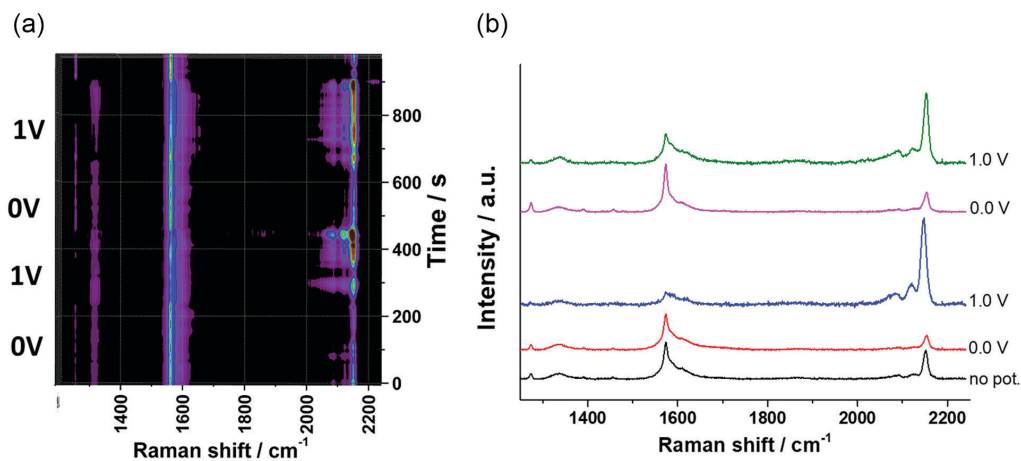 (a)
(b)
1V
0V
1V
0V
800
600
400
200
0
Time / s
1400
1600
1800
2000
2200
Raman shift / cm-1
Intensity / a.u.
1.0 V
0.0 V
1.0 V
0.0 V
no pot.
1400
1600
1800
2000
2200
Raman shift / cm-1